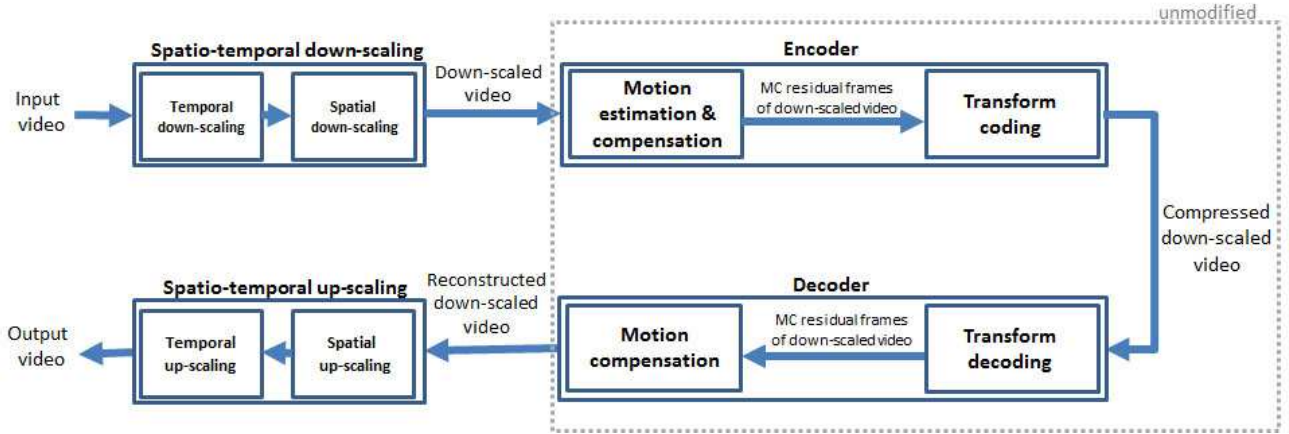 unmodified
Spatio-temporal down-scaling
Encoder
Input
video
Temporal
down-scaling
Spatial
down-scaling
Down-scaled
video
Motion
estimation &
compensation
MC residual frames
of down-scaled video
Transform
coding
Compressed
down-scaled
video
Spatio-temporal up-scaling
Decoder
Output
video
Temporal
up-scaling
Spatial
up-scaling
Reconstructed
down-scaled
video
Motion
compensation
MC residual frames
of down-scaled video
Transform
decoding